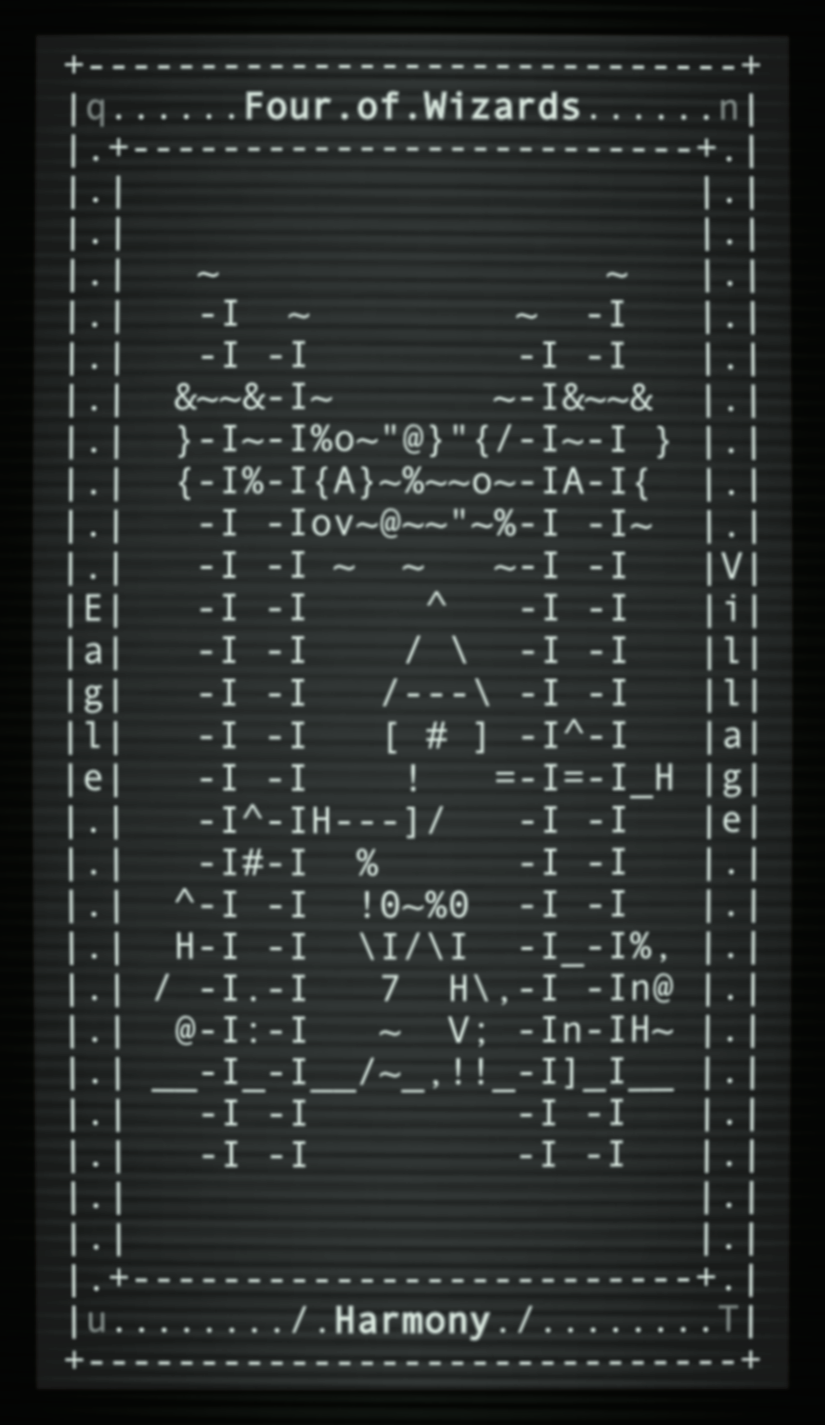 +----------------------------+
|q......Four.of.Wizards......n|
|.+------------------------+.|
|.|                         |.|
|.|                         |.|
|.|   ~                 ~   |.|
|.|   -I  ~         ~  -I   |.|
|.|   -I -I         -I -I   |.|
|.|  &~~&-I~       ~-I&~~&  |.|
|.|  }-I~-I%o~"@}"{/-I~-I } |.|
|.|  {-I%-I{A}~%~~o~-IA-I{  |.|
|.|   -I -Iov~@~~"~%-I -I~  |.|
|.|   -I -I ~  ~   ~-I -I   |V|
|E|   -I -I     ^   -I -I   |i|
|a|   -I -I    / \  -I -I   |l|
|g|   -I -I   /---\ -I -I   |l|
|l|   -I -I   [ # ] -I^-I   |a|
|e|   -I -I    !   =-I=-I_H |g|
|.|   -I^-IH---]/   -I -I   |e|
|.|   -I#-I  %      -I -I   |.|
|.|  ^-I -I  !0~%0  -I -I   |.|
|.|  H-I -I  \I/\I  -I_-I%, |.|
|.| / -I.-I   7  H\,-I -In@ |.|
|.|  @-I:-I   ~  V; -In-IH~ |.|
|.| __-I_-I__/~_,!!_-I]_I__ |.|
|.|   -I -I         -I -I   |.|
|.|   -I -I         -I -I   |.|
|.|                         |.|
|.|                         |.|
|.+------------------------+.|
|u......../.Harmony./........T|
+----------------------------+